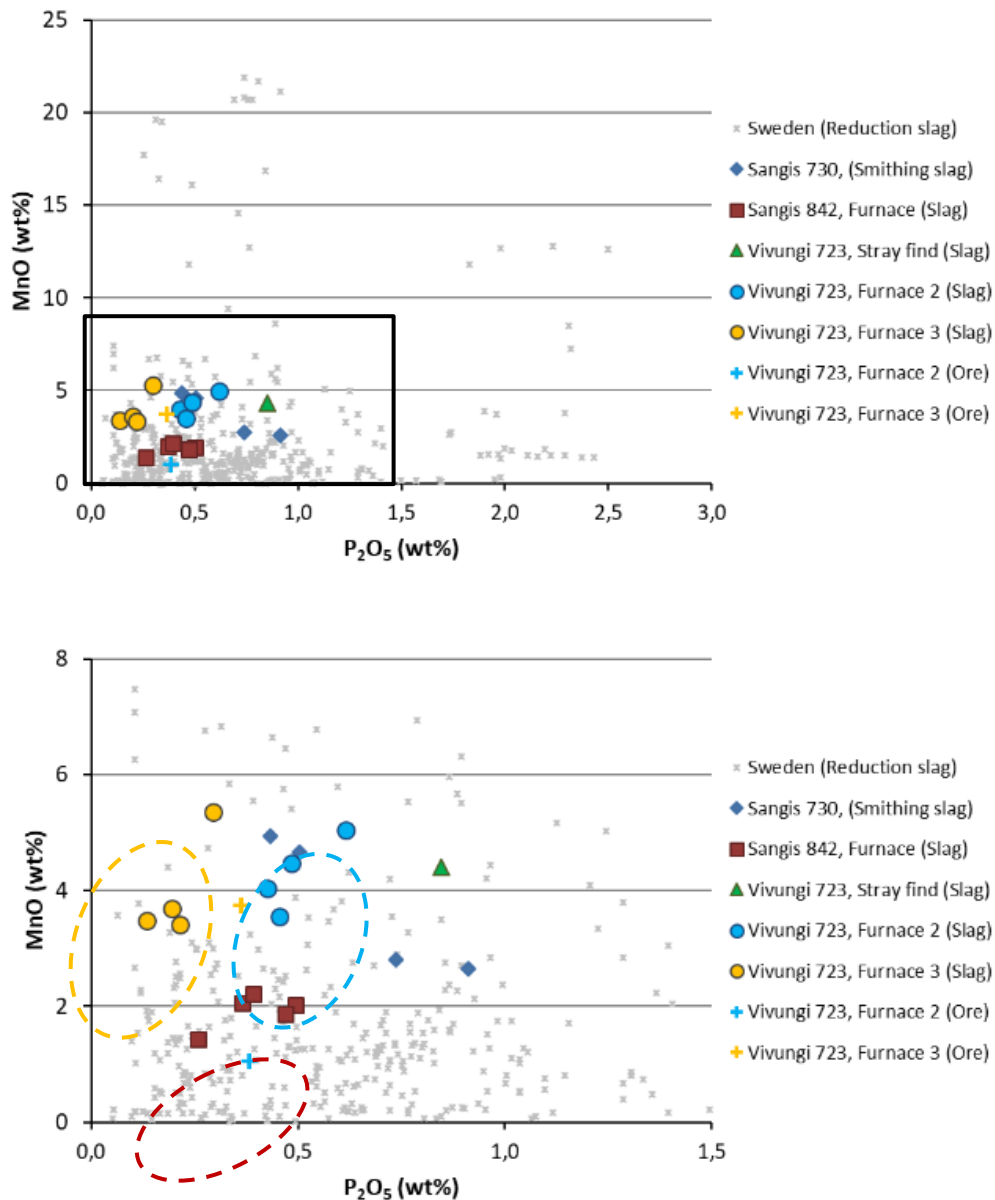 25
20
15
10
5
0
MnO (wt%)
0,0 0,5 1,0 1,5 2,0 2,5 3,0
P₂O₅ (wt%)
Sweden (Reduction slag)
Sangis 730, (Smithing slag)
Sangis 842, Furnace (Slag)
Vivungi 723, Stray find (Slag)
Vivungi 723, Furnace 2 (Slag)
Vivungi 723, Furnace 3 (Slag)
Vivungi 723, Furnace 2 (Ore)
Vivungi 723, Furnace 3 (Ore)
8
6
4
2
0
MnO (wt%)
0,0 0,5 1,0 1,5
P₂O₅ (wt%)
Sweden (Reduction slag)
Sangis 730, (Smithing slag)
Sangis 842, Furnace (Slag)
Vivungi 723, Stray find (Slag)
Vivungi 723, Furnace 2 (Slag)
Vivungi 723, Furnace 3 (Slag)
Vivungi 723, Furnace 2 (Ore)
Vivungi 723, Furnace 3 (Ore)